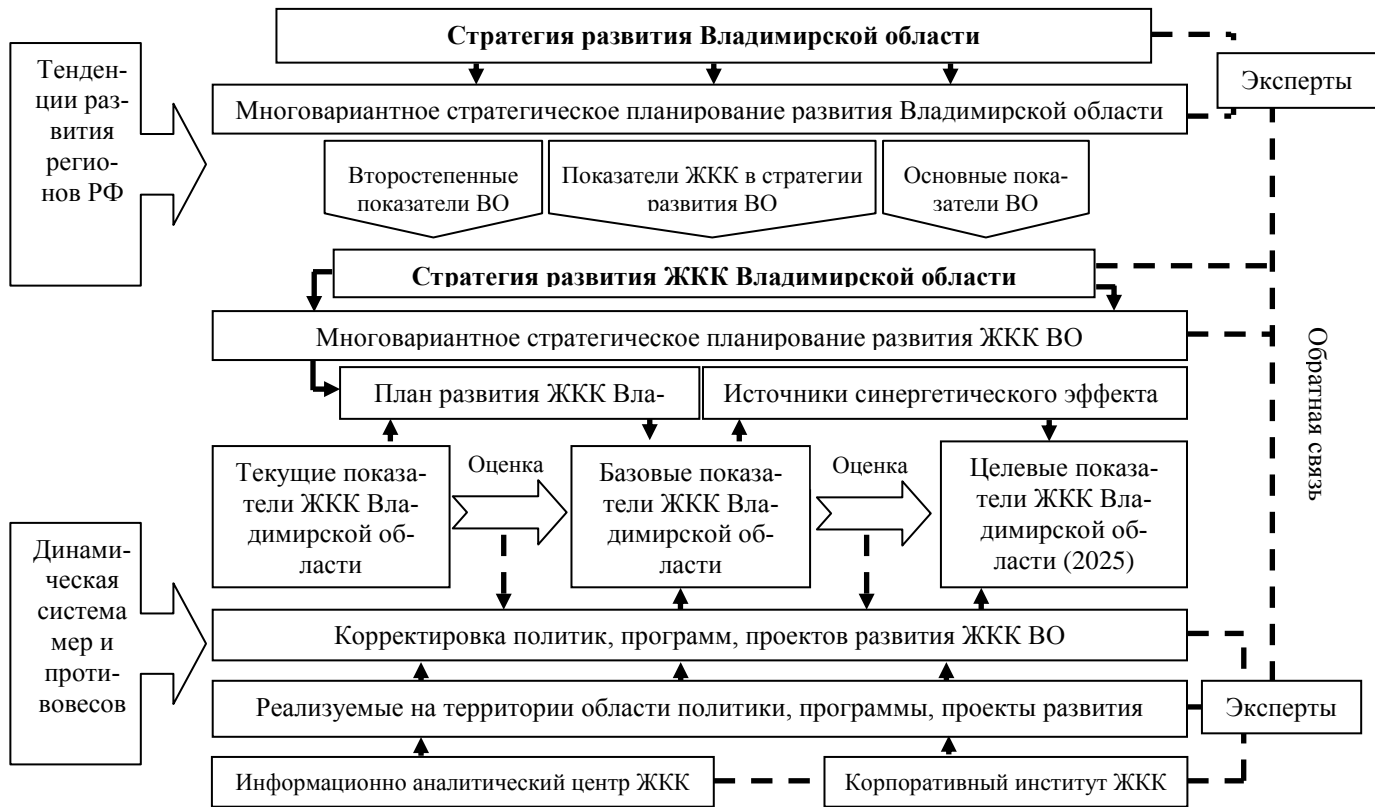 Стратегия развития Владимирской области
Тенден-
ции раз-
вития
регио-
нов РФ
Эксперты
Многовариантное стратегическое планирование развития Владимирской области
Второстепенные
показатели ВО
Показатели ЖКК в стратегии
развития ВО
Основные пока-
затели ВО
Стратегия развития ЖКК Владимирской области
Многовариантное стратегическое планирование развития ЖКК ВО
Обратная связь
План развития ЖКК Вла-
Источники синергетического эффекта
Текущие показа-
тели ЖКК Вла-
димирской об-
ласти
Оценка
Базовые показа-
тели ЖКК Вла-
димирской об-
ласти
Оценка
Целевые показа-
тели ЖКК Вла-
димирской об-
ласти (2025)
Динами-
ческая
система
мер и
проти-
вовесов
Корректировка политик, программ, проектов развития ЖКК ВО
Реализуемые на территории области политики, программы, проекты развития
Эксперты
Информационно аналитический центр ЖКК
Корпоративный институт ЖКК